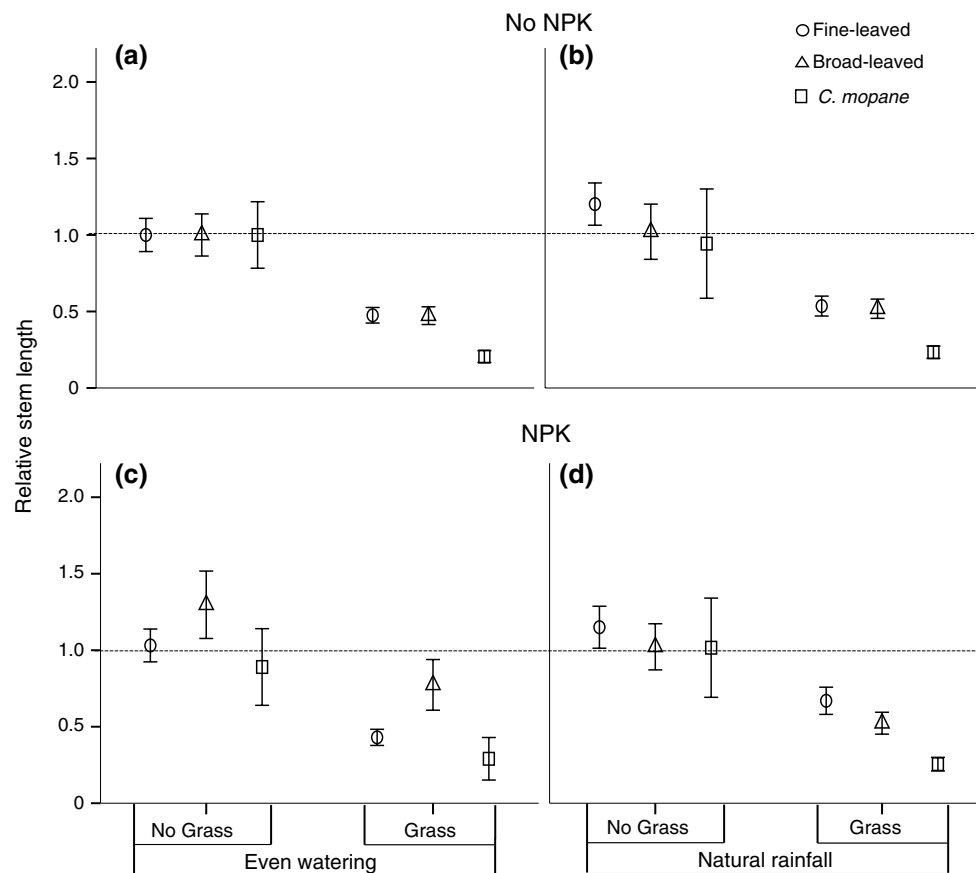 No NPK
(a)
(b)
Fine-leaved
Broad-leaved
C. mopane
2.0
1.5
1.0
0.5
0
Relative stem length
NPK
(c)
(d)
2.0
1.5
1.0
0.5
0
No Grass
Grass
No Grass
Grass
Even watering
Natural rainfall